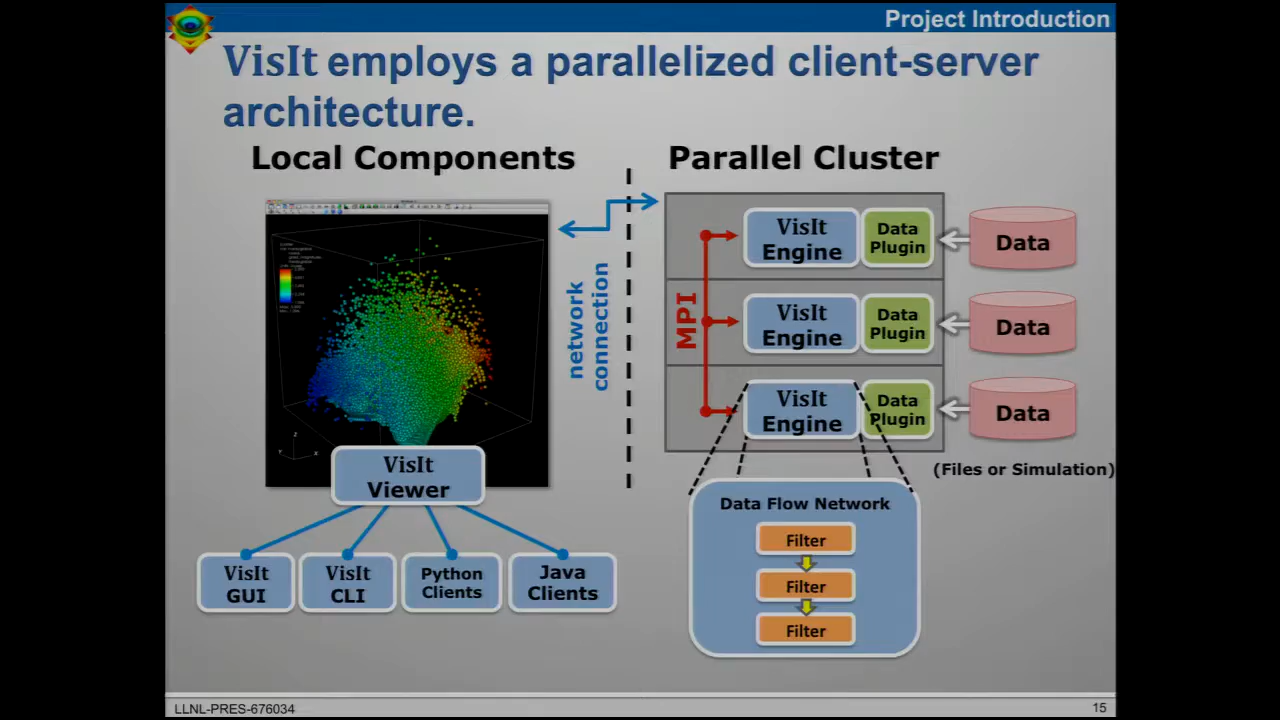 Project Introduction
VisIt employs a parallelized client-server
architecture.
Local Components
Parallel Cluster
network
connection
MPI
VisIt
Engine
Data
Plugin
Data
VisIt
Engine
Data
Plugin
Data
VisIt
Engine
Data
Plugin
Data
(Files or Simulation)
Z
Y
X
VisIt
Viewer
VisIt
GUI
VisIt
CLI
Python
Clients
Java
Clients
Data Flow Network
Filter
Filter
Filter
LLNL-PRES-676034
15